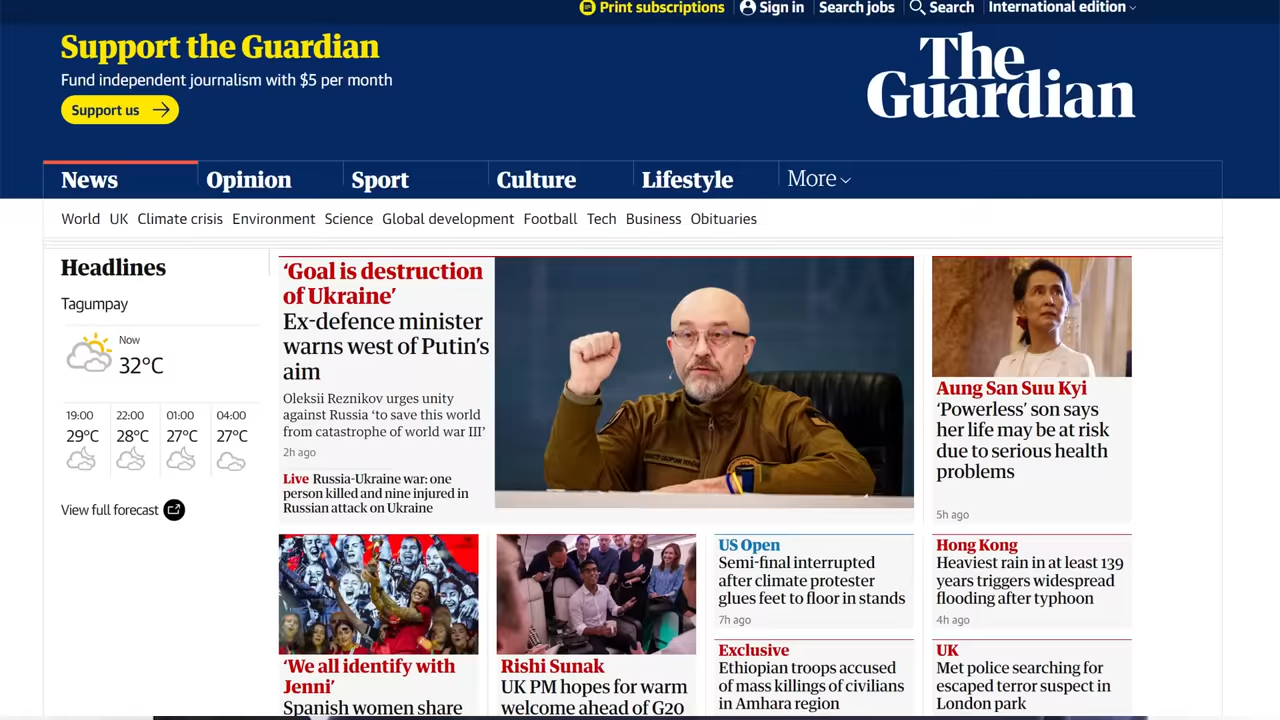 Print subscriptions
Sign in
Search jobs
Search
International edition
Support the Guardian
Fund independent journalism with $5 per month
Support us
The
Guardian
News
Opinion
Sport
Culture
Lifestyle
More
World UK Climate crisis Environment Science Global development Football Tech Business Obituaries
Headlines
Tagumpay
Now
32°C
19:00 22:00 01:00 04:00
29°C 28°C 27°C 27°C
View full forecast
‘Goal is destruction
of Ukraine’
Ex-defence minister
warns west of Putin’s
aim
Oleksii Reznikov urges unity
against Russia ‘to save this world
from catastrophe of world war III’
2h ago
Live Russia-Ukraine war: one
person killed and nine injured in
Russian attack on Ukraine
Aung San Suu Kyi
‘Powerless’ son says
her life may be at risk
due to serious health
problems
5h ago
‘We all identify with
Jenni’
Spanish women share
Rishi Sunak
UK PM hopes for warm
welcome ahead of G20
US Open
Semi-final interrupted
after climate protester
glues feet to floor in stands
7h ago
Hong Kong
Heaviest rain in at least 139
years triggers widespread
flooding after typhoon
4h ago
Exclusive
Ethiopian troops accused
of mass killings of civilians
in Amhara region
UK
Met police searching for
escaped terror suspect in
London park